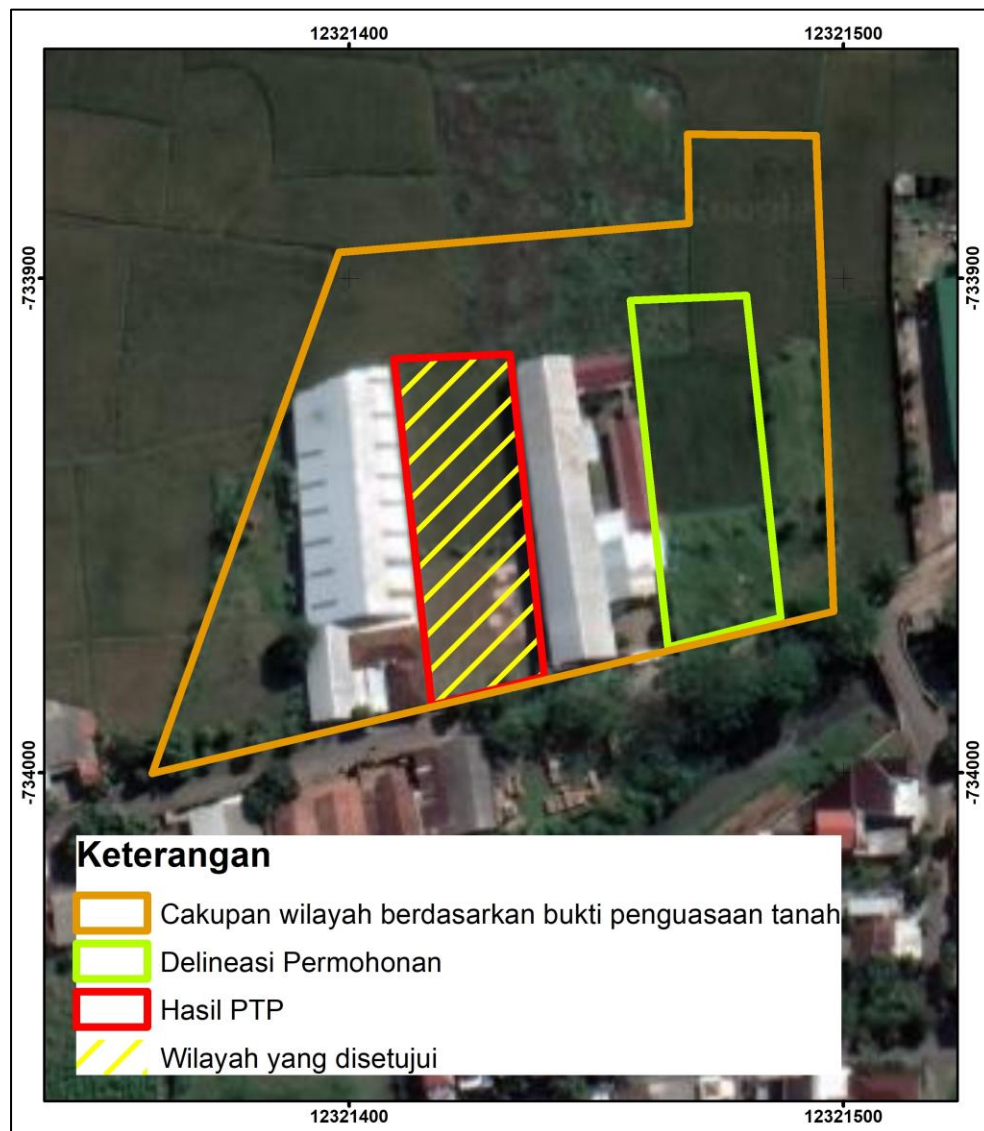 12321400 12321500
-733900 -733900
-734000 -734000
Keterangan
Cakupan wilayah berdasarkan bukti penguasaan tanah
Delineasi Permohonan
Hasil PTP
Wilayah yang disetujui
12321400 12321500